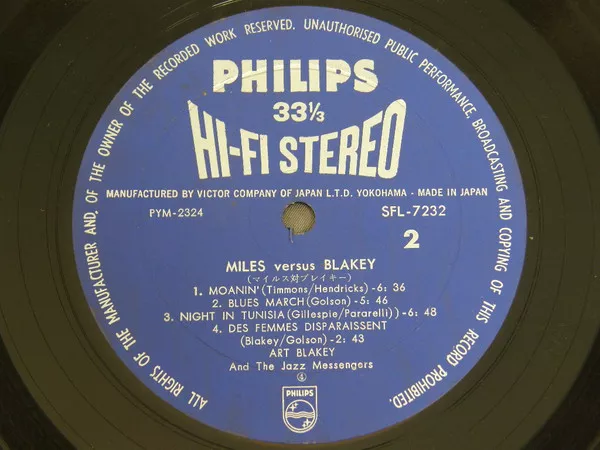 ALL RIGHTS OF THE MANUFACTURER AND, OF THE OWNER OF THE RECORDED WORK RESERVED. UNAUTHORISED PUBLIC PERFORMANCE, BROADCASTING AND COPYING OF THIS RECORD PROHIBITED.
PHILIPS
33⅓
HI-FI STEREO
MANUFACTURED BY VICTOR COMPANY OF JAPAN L.T.D. YOKOHAMA - MADE IN JAPAN
PYM-2324 SFL-7232
2
MILES versus BLAKEY
(マイルス対ブレイキー)
1. MOANIN' (Timmons/Hendricks)-6: 36
2. BLUES MARCH (Golson)-5: 46
3. NIGHT IN TUNISIA (Gillespie/Pararelli))-6: 48
4. DES FEMMES DISPARAISSENT
(Blakey/Golson)-2: 43
ART BLAKEY
And The Jazz Messengers
④
PHILIPS